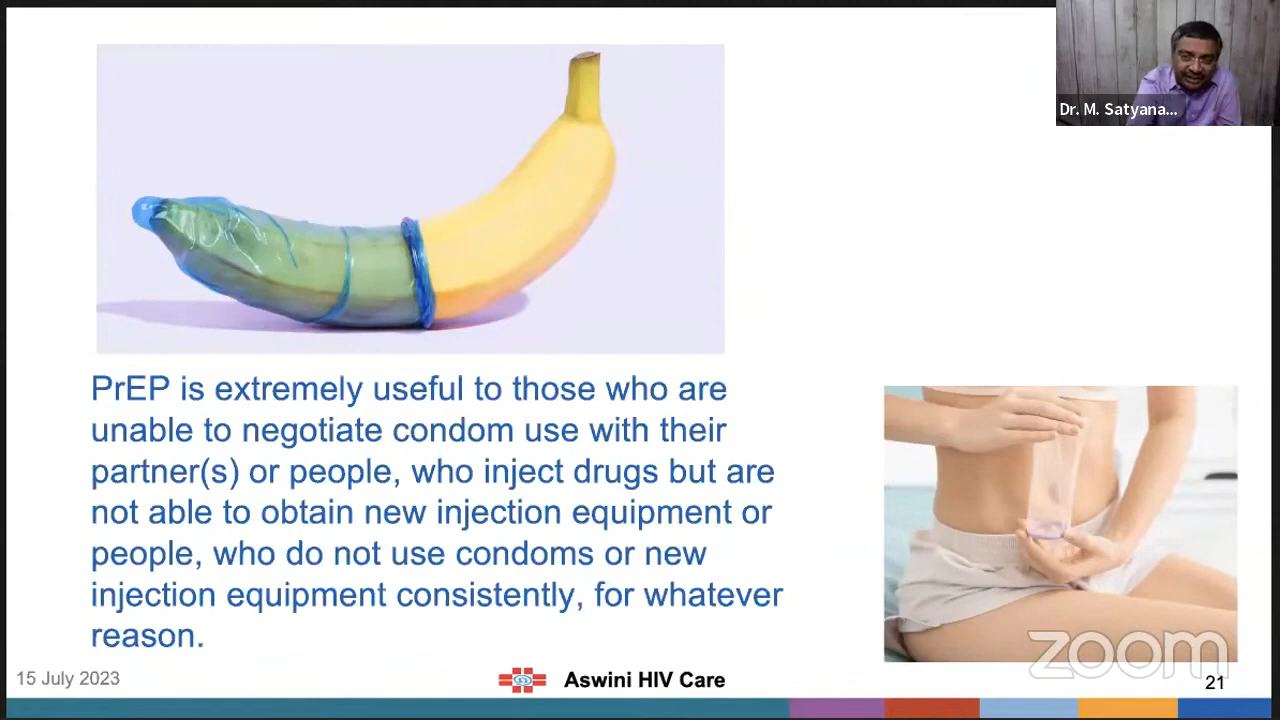 Dr. M. Satyana...
PrEP is extremely useful to those who are
unable to negotiate condom use with their
partner(s) or people, who inject drugs but are
not able to obtain new injection equipment or
people, who do not use condoms or new
injection equipment consistently, for whatever
reason.
zoom
15 July 2023
Aswini HIV Care
21